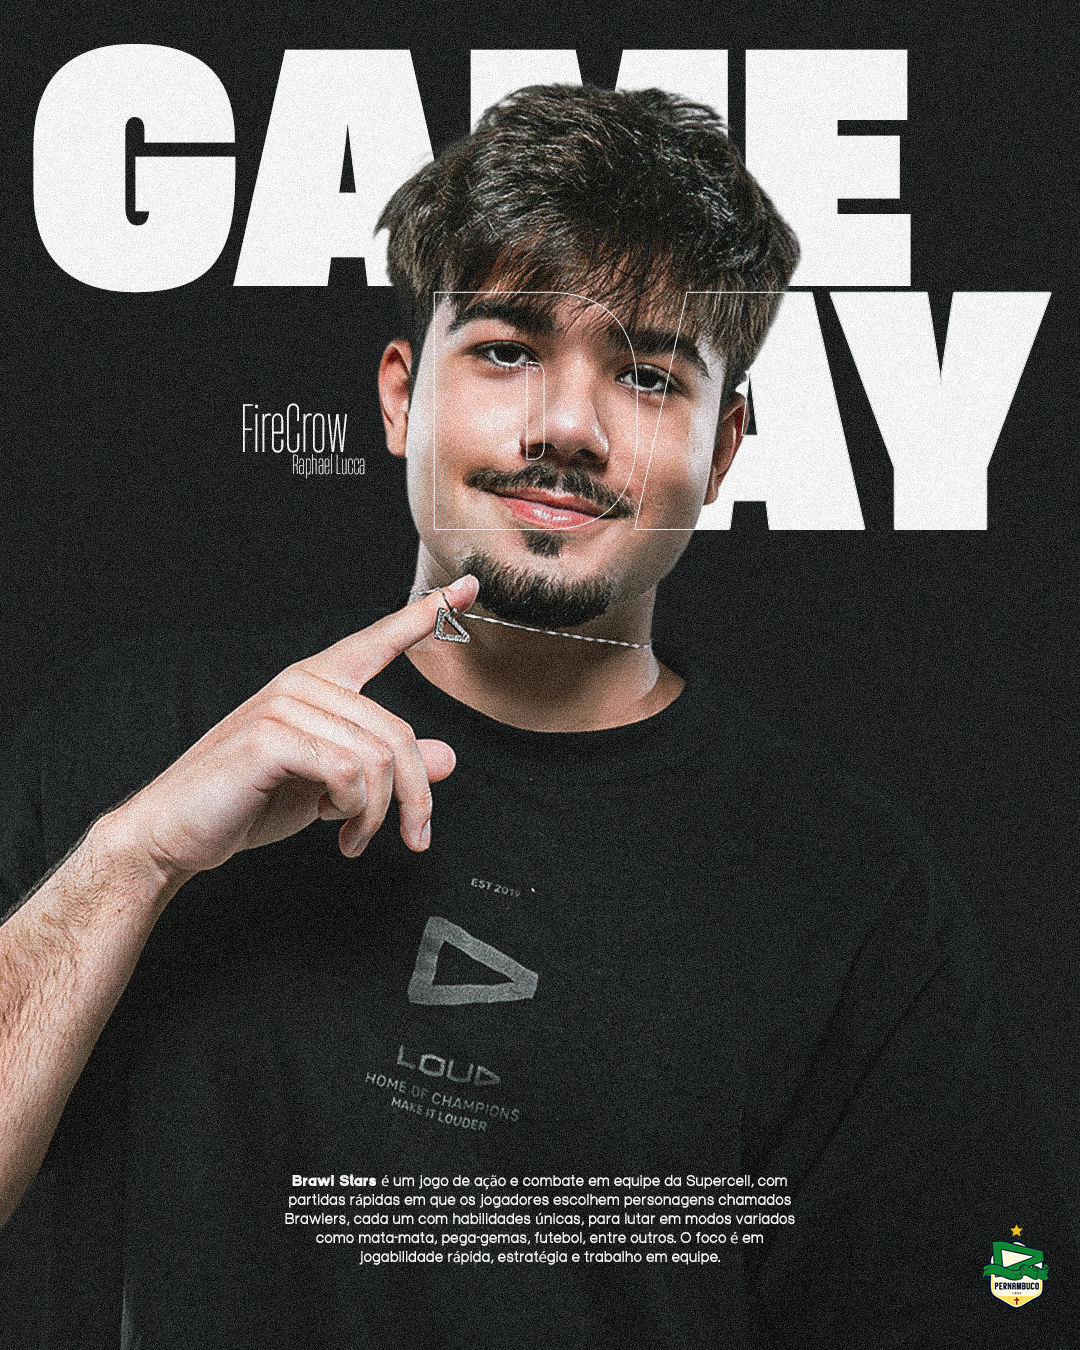 GAME
DAY
FireCrow
Raphael Lucca
EST 2019
LOUD
HOME OF CHAMPIONS
MAKE IT LOUDER
Brawl Stars é um jogo de ação e combate em equipe da Supercell, com
partidas rápidas em que os jogadores escolhem personagens chamados
Brawlers, cada um com habilidades únicas, para lutar em modos variados
como mata-mata, pega-gemas, futebol, entre outros. O foco é em
jogabilidade rápida, estratégia e trabalho em equipe.
PERNAMBUCO